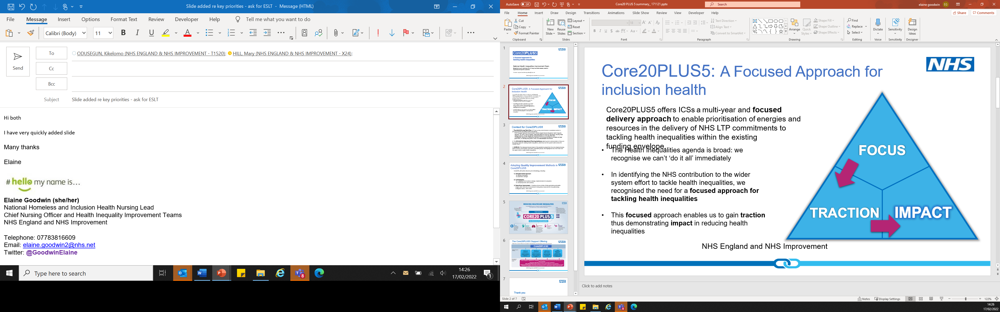 Slide added re key priorities - ask for ESLT - Message (HTML)
File Message Insert Options Format Text Review Developer Help Tell me what you want to do
Calibri (Body) 11
Send
To ODUSEGUN, Kikelomo (NHS ENGLAND & NHS IMPROVEMENT - T1520); HILL, Mary (NHS ENGLAND & NHS IMPROVEMENT - X24);
Cc
Bcc
Subject Slide added re key priorities - ask for ESLT
Hi both
I have very quickly added slide
Many thanks
Elaine
#hello my name is...
Elaine Goodwin (she/her)
National Homeless and Inclusion Health Nursing Lead
Chief Nursing Officer and Health Inequality Improvement Teams
NHS England and NHS Improvement
Telephone: 07783816609
Email: elaine.goodwin2@nhs.net
Twitter: @GoodwinElaine
Type here to search
14:26
17/02/2022
AutoSave Off
Core20 PLUS 5 summary_ 171121.pptx
Search
elaine goodwin EG
File Home Insert Draw Design Transitions Animations Slide Show Review View Developer Help
Share Comments
Paste Cut Copy Format Painter
New Slide Reuse Slides Layout Reset Section
Text Direction Align Text Convert to SmartArt
Arrange Quick Styles Shape Fill Shape Outline Shape Effects
Find Replace Select
Dictate Sensitivity Design Ideas
Clipboard Slides Font Paragraph Drawing Editing Voice Sensitivity Designer
1
Core20PLUS5
A focused approach to
tackling health inequalities
National Health Inequalities Improvement Team
2
Core20PLUS5: A Focused Approach for
inclusion health
FOCUS
TRACTION IMPACT
3
Context for Core20PLUS5
4
Adopting Quality Improvement Methods in
Core20PLUS5
5
REDUCING HEALTHCARE INEQUALITIES
CORE20 PLUS 5
6
The Core20PLUS5 Support Offering
Core20PLUS5
7
Thank you
NHS
Core20PLUS5: A Focused Approach for
inclusion health
Core20PLUS5 offers ICSs a multi-year and focused
delivery approach to enable prioritisation of energies and
resources in the delivery of NHS LTP commitments to
tackling health inequalities within the existing
funding envelope.
• The Health Inequalities agenda is broad: we
recognise we can’t ‘do it all’ immediately
• In identifying the NHS contribution to the wider
system effort to tackle health inequalities, we
recognised the need for a focused approach for
tackling health inequalities
• This focused approach enables us to gain traction
thus demonstrating impact in reducing health
inequalities
FOCUS
TRACTION
IMPACT
NHS England and NHS Improvement
Click to add notes
Slide 2 of 7
Notes Display Settings 122%
14:26
17/02/2022